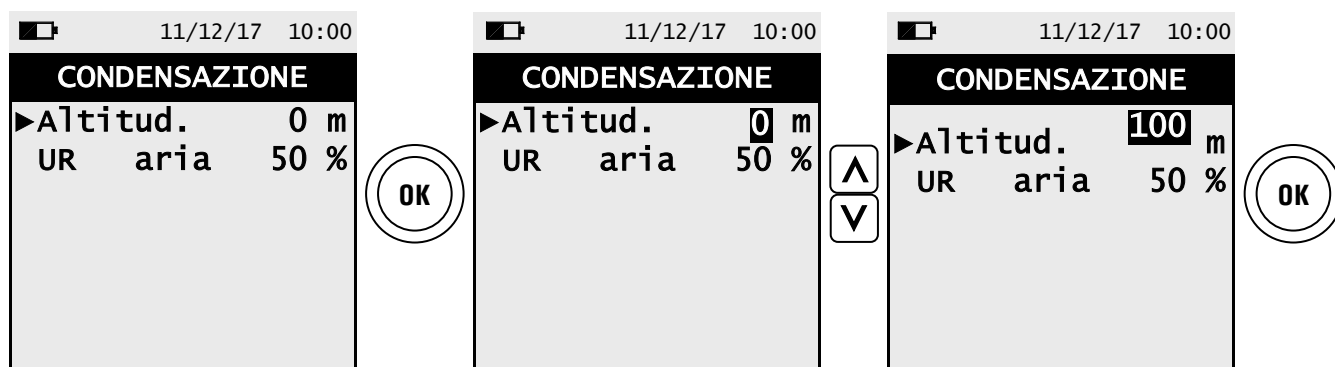 11/12/17 10:00
CONDENSAZIONE
▶Altitud. 0 m
UR aria 50 %
OK
11/12/17 10:00
CONDENSAZIONE
▶Altitud. 0 m
UR aria 50 %
11/12/17 10:00
CONDENSAZIONE
▶Altitud. 100 m
UR aria 50 %
OK